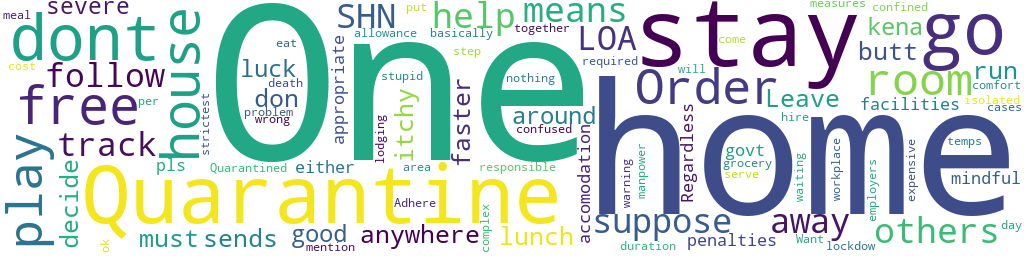 meal severe
dont
cost
follow
free
per
track
play
house
strictest
decide
pls
Quarantined
ok
must sends
Quarantine
One
luck
eat
death
don
problem
wrong
SHN
put
help
means
allowance basically
together
step
appropriate
stupid
nothing
itchy
lodging
faster
confused
around
either
area
responsible
Adhere
good
mention
anywhere
complex
lunch
LOA
required
stay
measures confined
kena
go
come
butt
will
Order
room
run
comfort
Leave
facilities
isolated
cases
hire
home
accomodation
Regardless
govt
grocery
serve
warning
manpower
waiting
workplace
employers
expensive
temps
mindful
suppose
away
others
day
duration
penalties
Want
lockdow